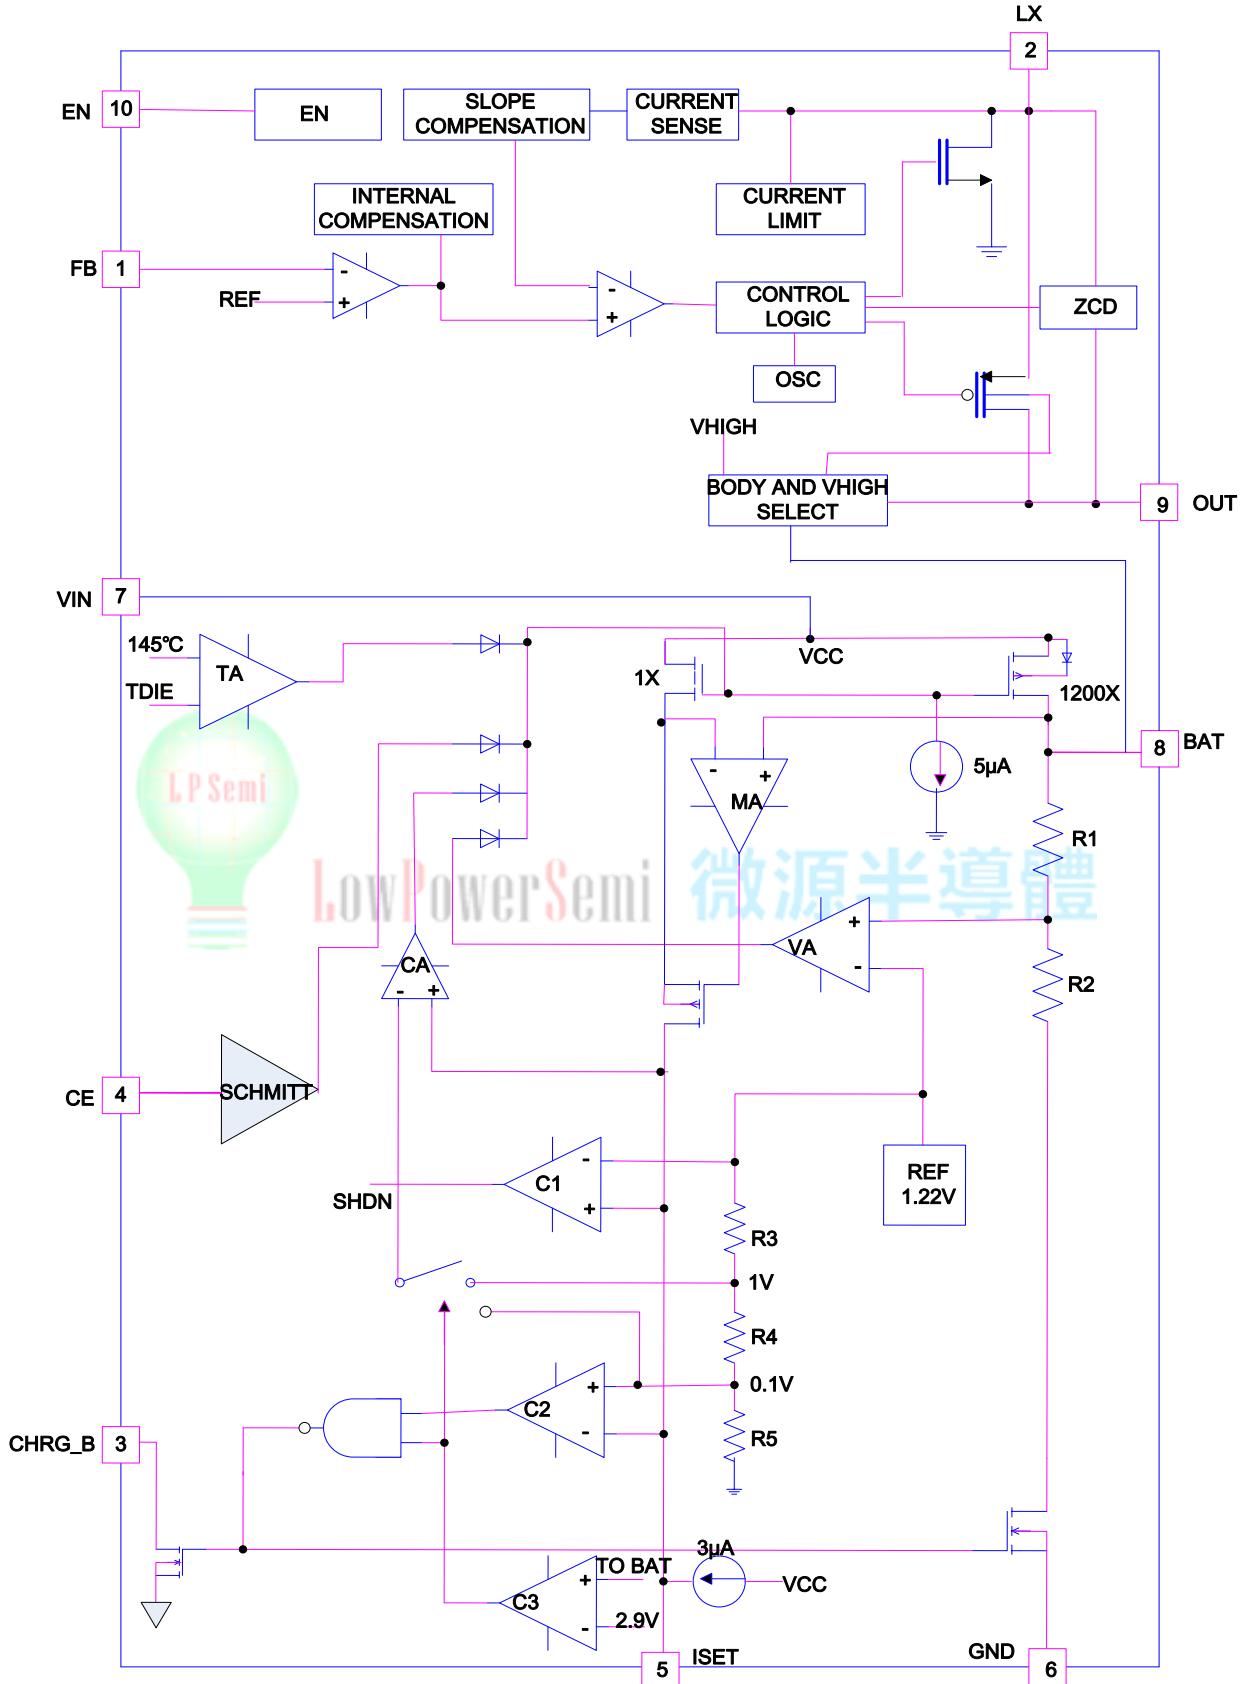 LX
2
EN
10
EN
SLOPE
COMPENSATION
CURRENT
SENSE
INTERNAL
COMPENSATION
CURRENT
LIMIT
FB
1
-
REF
+
-
+
CONTROL
LOGIC
ZCD
OSC
VHIGH
BODY AND VHIGH
SELECT
9
OUT
VIN
7
145℃
TA
TDIE
VCC
1X
1200X
8
BAT
5µA
-
+
MA
LPSemi
R1
LowPowerSemi
微源半導體
+
VA
-
CA
-
+
R2
CE
4
SCHMITT
-
C1
+
SHDN
REF
1.22V
R3
1V
R4
0.1V
+
C2
-
R5
CHRG_B
3
3µA
TO BAT
+
VCC
C3
2.9V
-
ISET
5
GND
6